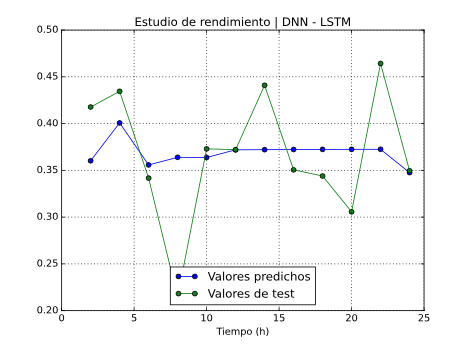 Estudio de rendimiento | DNN - LSTM
0.50
0.45
0.40
0.35
0.30
0.25
0.20
Valores predichos
Valores de test
0 5 10 15 20 25
Tiempo (h)